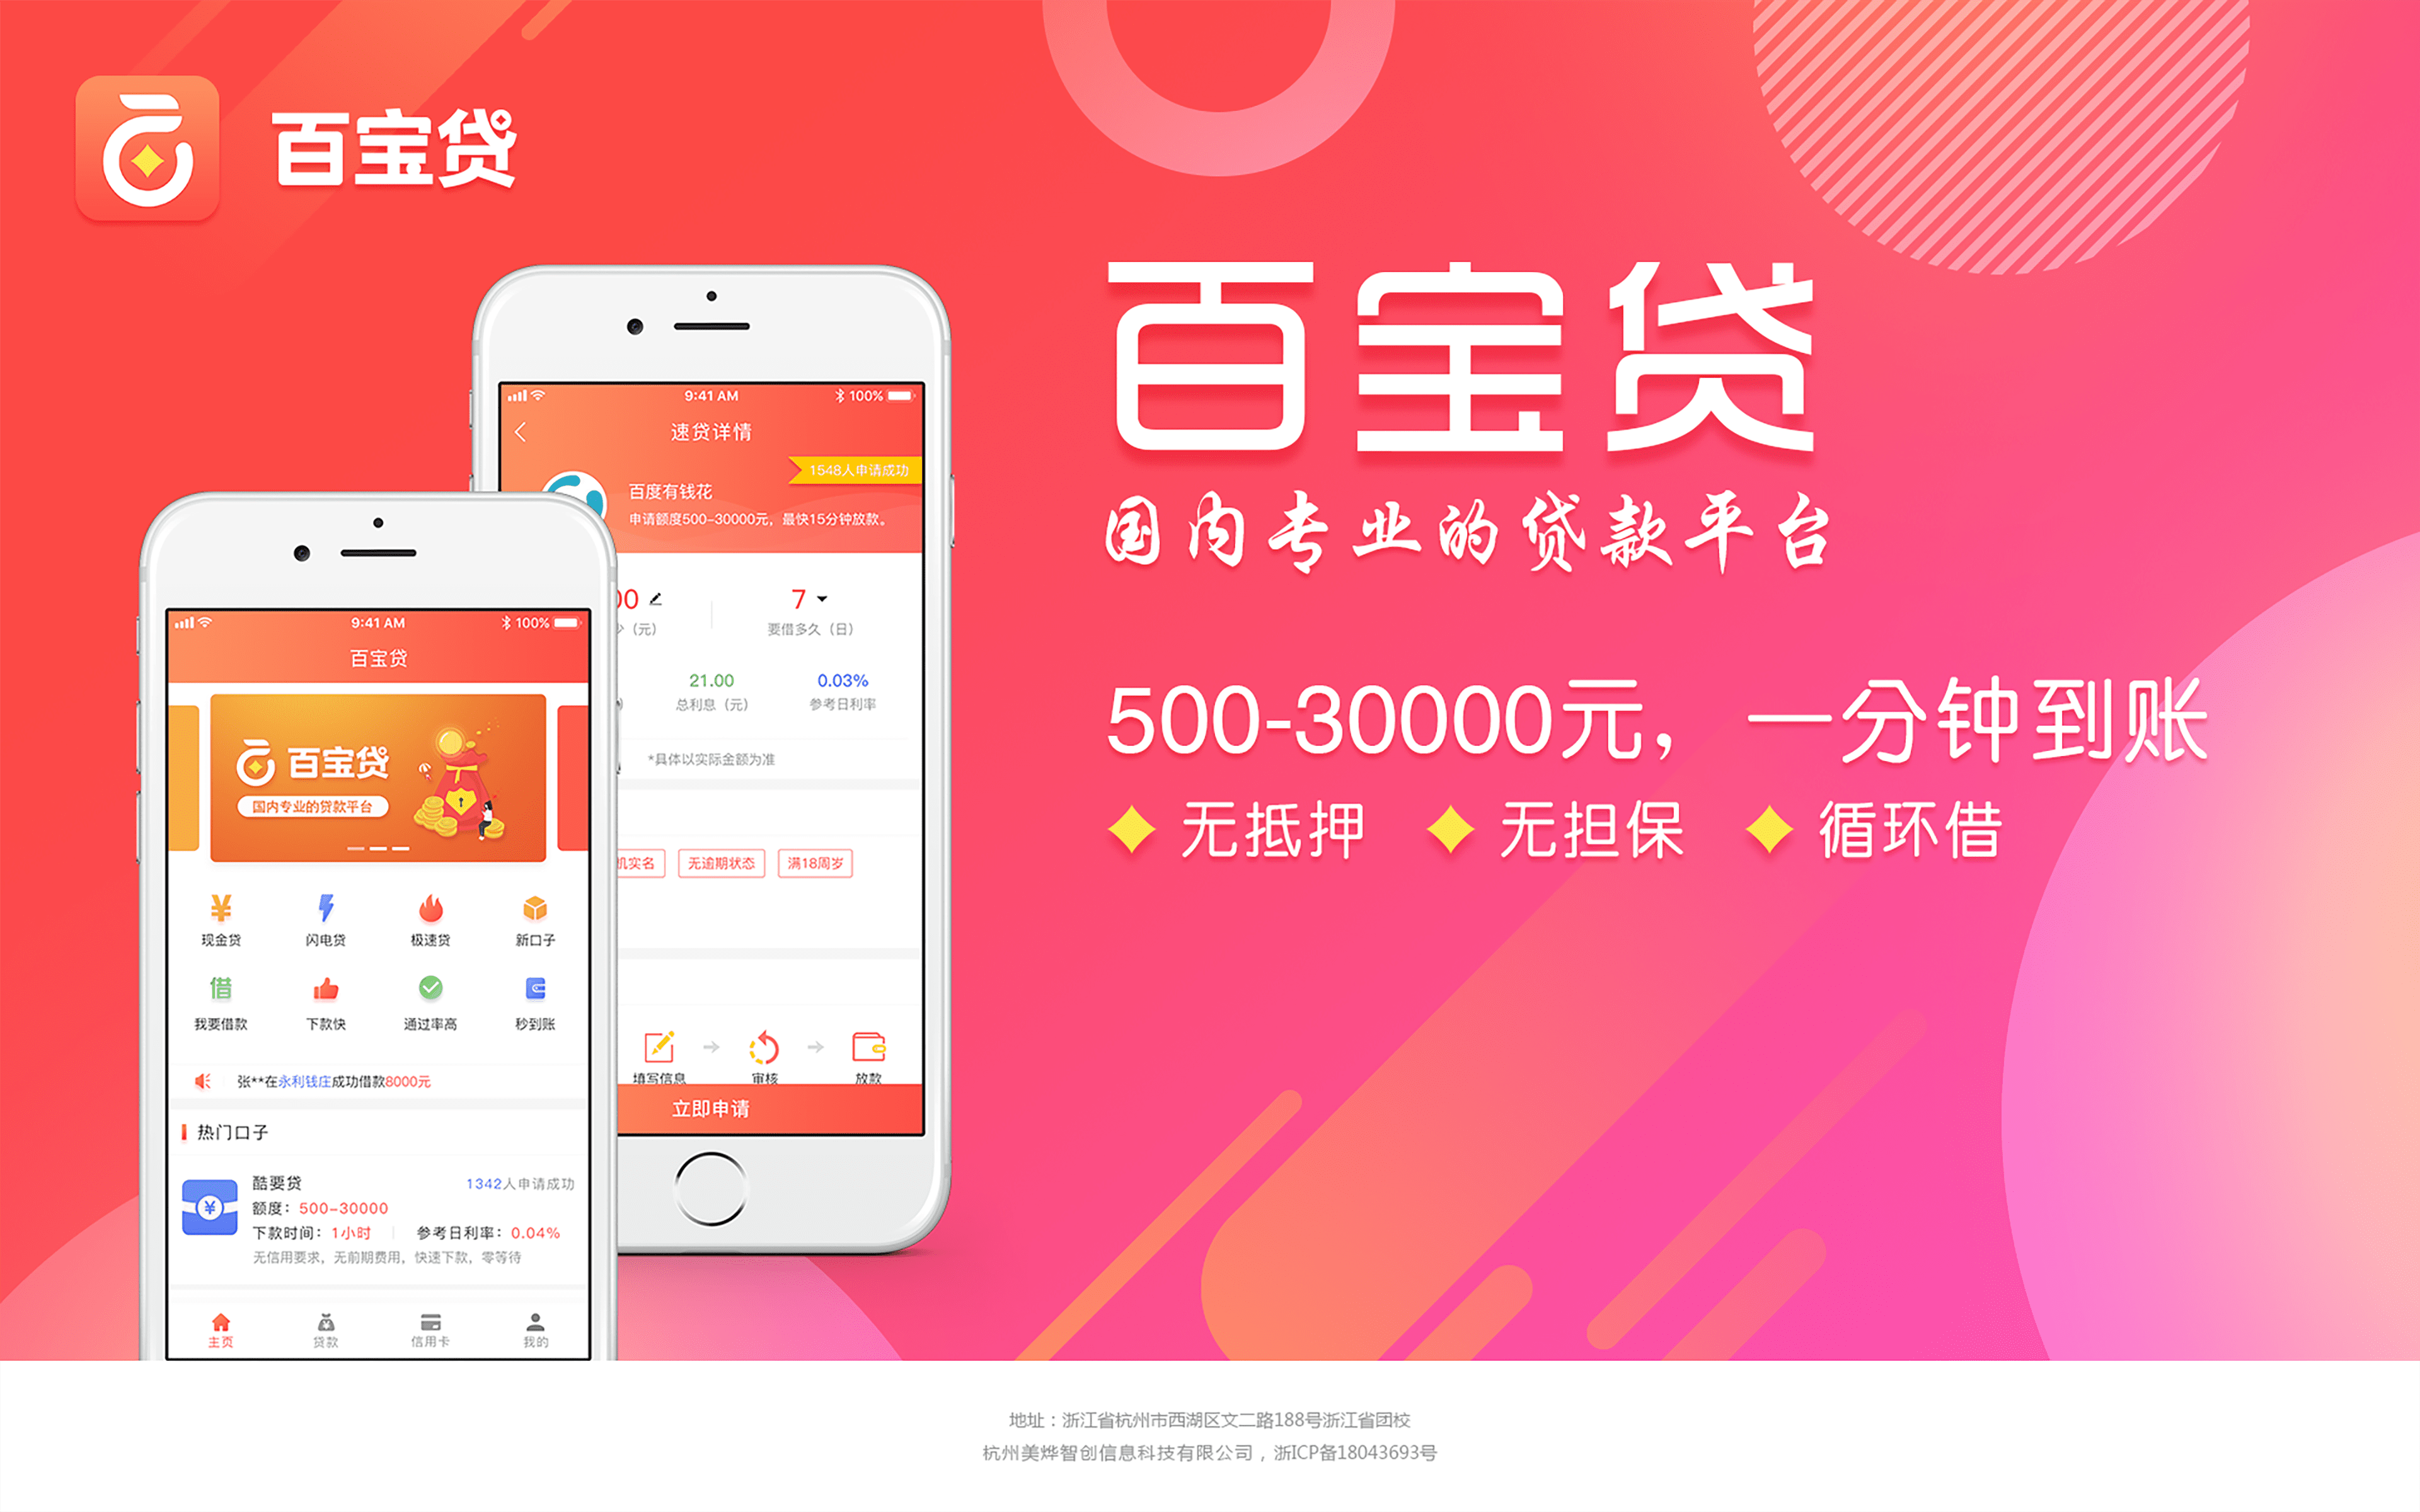 百宝贷
百宝贷
国内专业的贷款平台
500-30000元，一分钟到账
无抵押 无担保 循环借
9:41 AM 100%
速贷详情
1548人申请成功
百度有钱花
申请额度500-30000元，最快15分钟放款。
7
（元） 要借多久（日）
21.00 0.03%
总利息（元） 参考日利率
*具体以实际金额为准
机实名 无逾期状态 满18周岁
填写信息 审核 放款
立即申请
9:41 AM 100%
百宝贷
百宝贷
国内专业的贷款平台
现金贷 闪电贷 极速贷 新口子
借
我要借款 下款快 通过率高 秒到账
张**在永利钱庄成功借款8000元
热门口子
酷要贷 1342人申请成功
额度：500-30000
下款时间：1小时 参考日利率：0.04%
无信用要求，无前期费用，快速下款，零等待
主页 贷款 信用卡 我的
地址：浙江省杭州市西湖区文二路188号浙江省团校
杭州美烨智创信息科技有限公司，浙ICP备18043693号